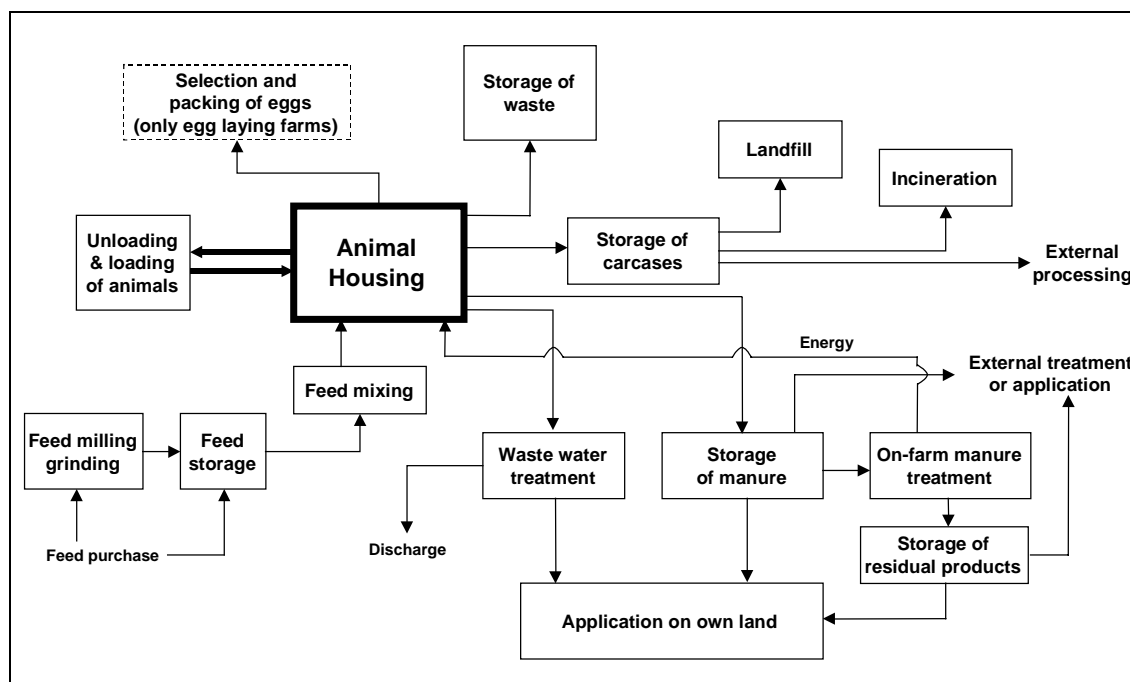 Selection and
packing of eggs
(only egg laying farms)
Storage of
waste
Landfill
Incineration
Unloading
& loading
of animals
Animal
Housing
Storage of
carcases
External
processing
Energy
External treatment
or application
Feed mixing
Feed milling
grinding
Feed
storage
Waste water
treatment
Storage
of manure
On-farm manure
treatment
Feed purchase
Discharge
Storage of
residual products
Application on own land